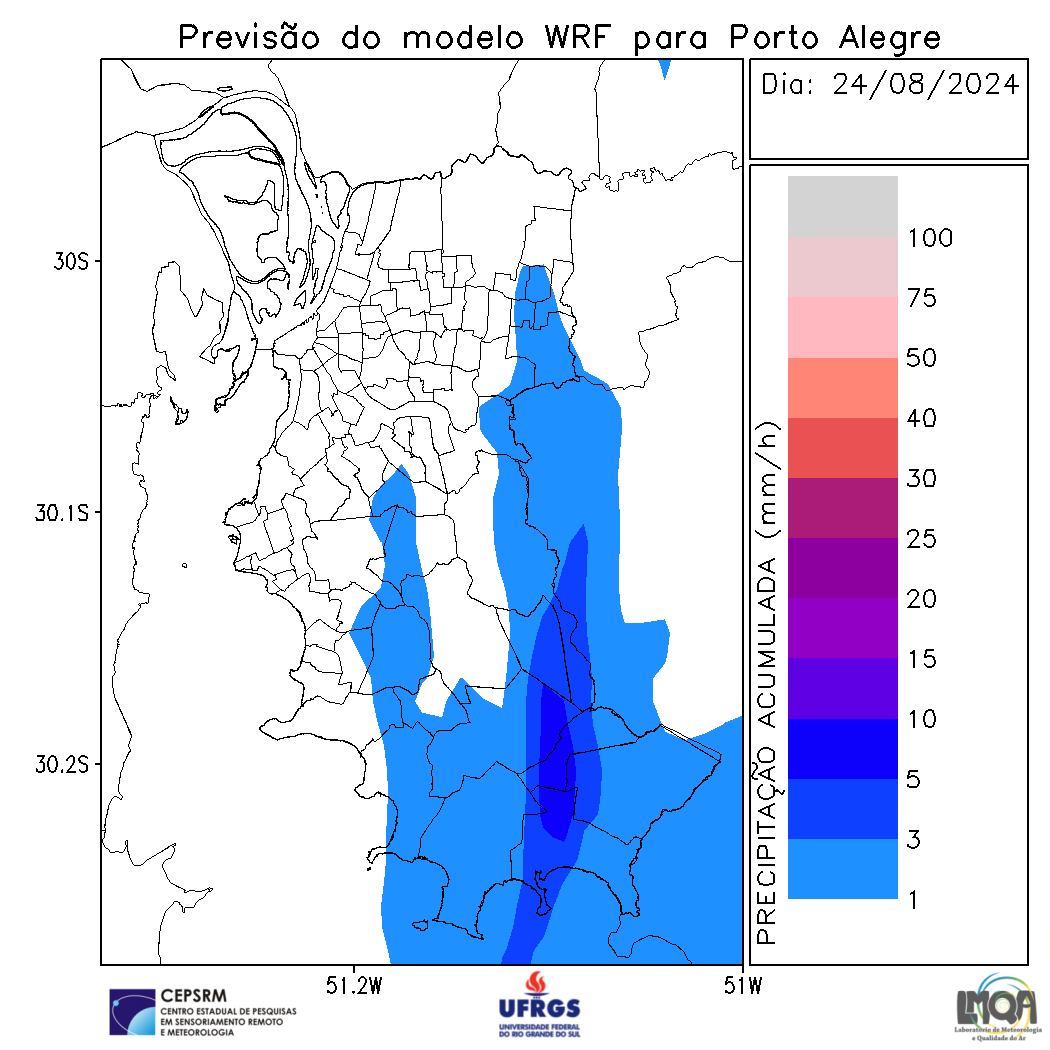 Previsão do modelo WRF para Porto Alegre
Dia: 24/08/2024
30S
30.1S
30.2S
51.2W
51W
PRECIPITAÇÃO ACUMULADA (mm/h)
100
75
50
40
30
25
20
15
10
5
3
1
CEPSRM
CENTRO ESTADUAL DE PESQUISAS
EM SENSORIAMENTO REMOTO
E METEOROLOGIA
UFRGS
UNIVERSIDADE FEDERAL
DO RIO GRANDE DO SUL
LMQA
Laboratório de Meteorologia
e Qualidade do Ar